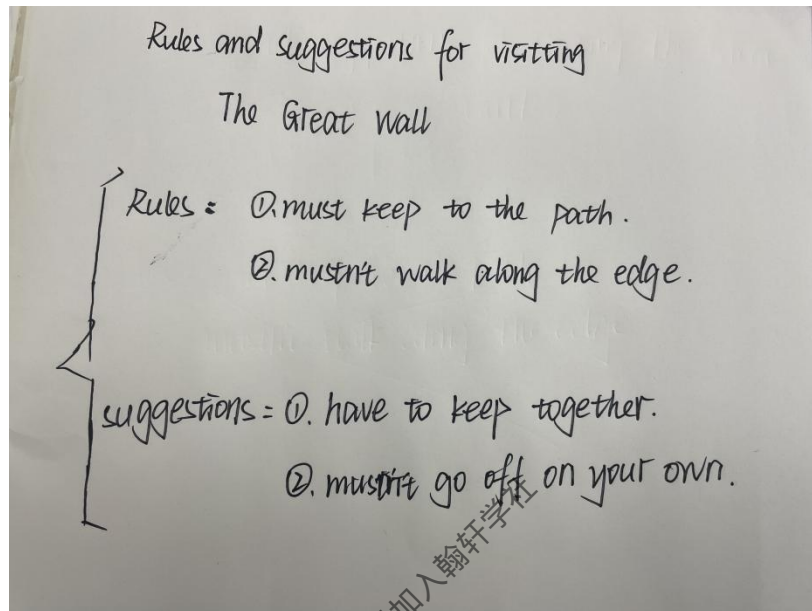 Rules and suggestions for visitting
The Great Wall
Rules: ①.must keep to the path.
②.mustn't walk along the edge.
suggestions: ①. have to keep together.
②. mustn't go off on your own.
加入翰轩学社